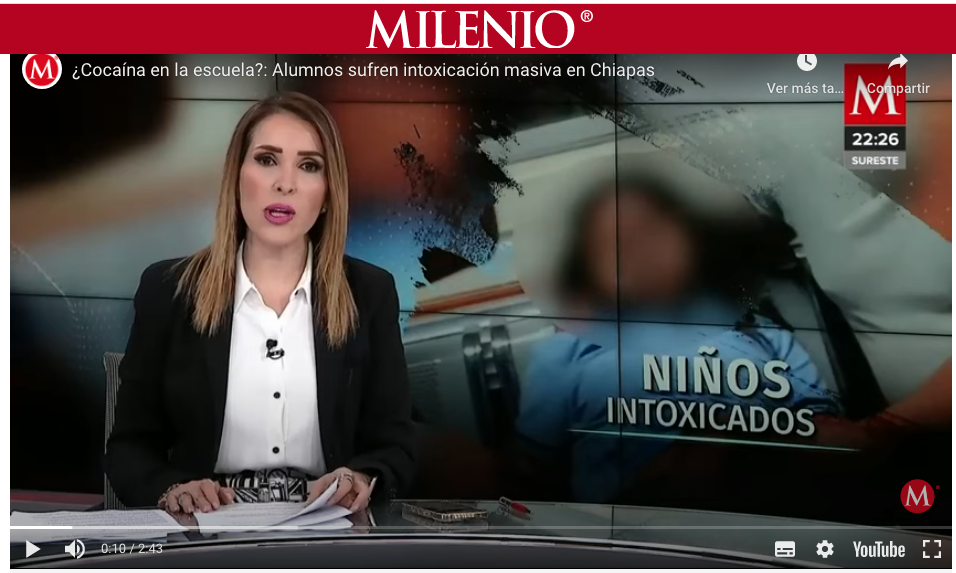 MILENIO®
M
¿Cocaína en la escuela?: Alumnos sufren intoxicación masiva en Chiapas
Ver más ta...
Compartir
M
22:26
SURESTE
NIÑOS
INTOXICADOS
M
0:10 / 2:43
YouTube